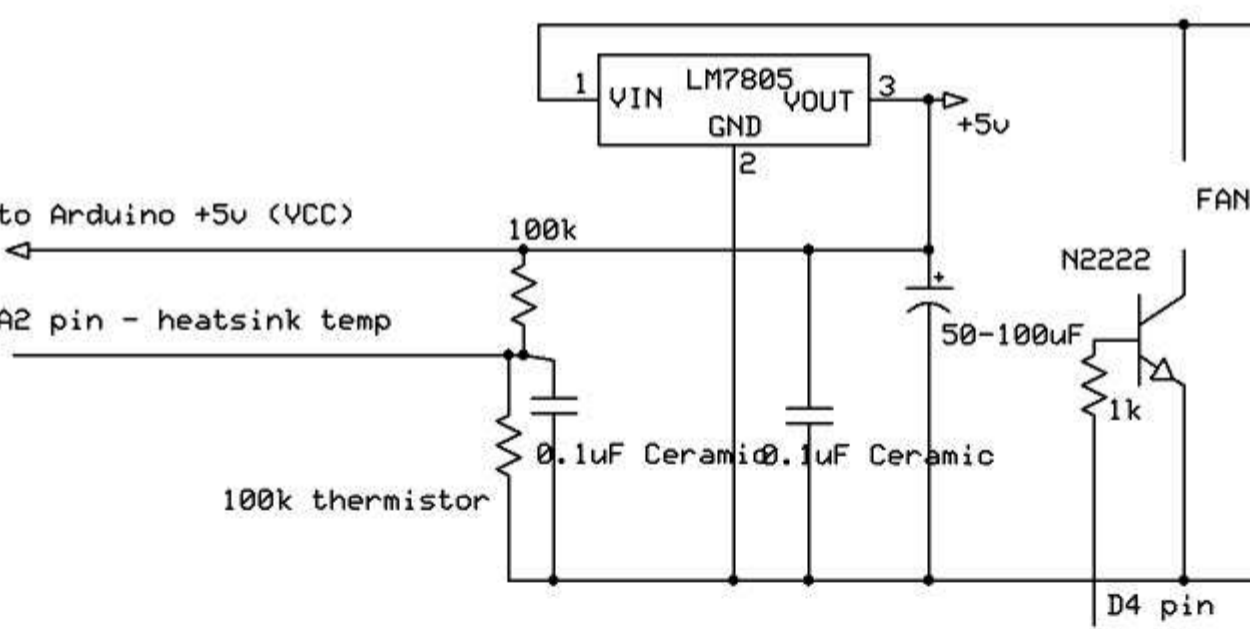 LM7805
1
VIN
YOUT
3
GND
+5v
2
to Arduino +5v (VCC)
FAN
100k
N2222
+
A2 pin - heatsink temp
50-100uF
1k
0.1uF Ceramic
0.1uF Ceramic
100k thermistor
D4 pin